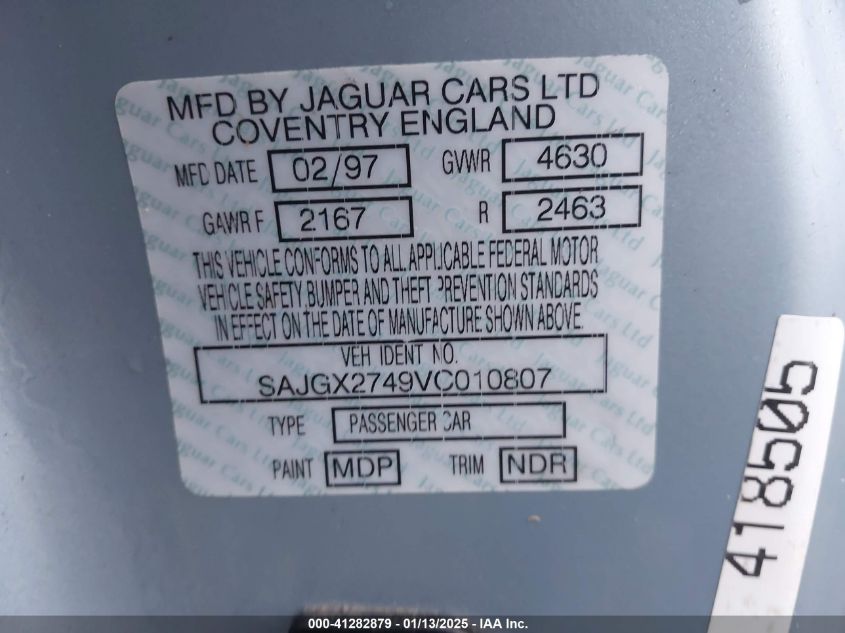 MFD BY JAGUAR CARS LTD
COVENTRY ENGLAND
MFD DATE 02/97 GVWR 4630
GAWR F 2167 R 2463
THIS VEHICLE CONFORMS TO ALL APPLICABLE FEDERAL MOTOR
VEHICLE SAFETY BUMPER AND THEFT PREVENTION STANDARDS
IN EFFECT ON THE DATE OF MANUFACTURE SHOWN ABOVE.
VEH IDENT NO.
SAJGX2749VC010807
TYPE PASSENGER CAR
PAINT MDP TRIM NDR
418505
000-41282879 - 01/13/2025 - IAA Inc.